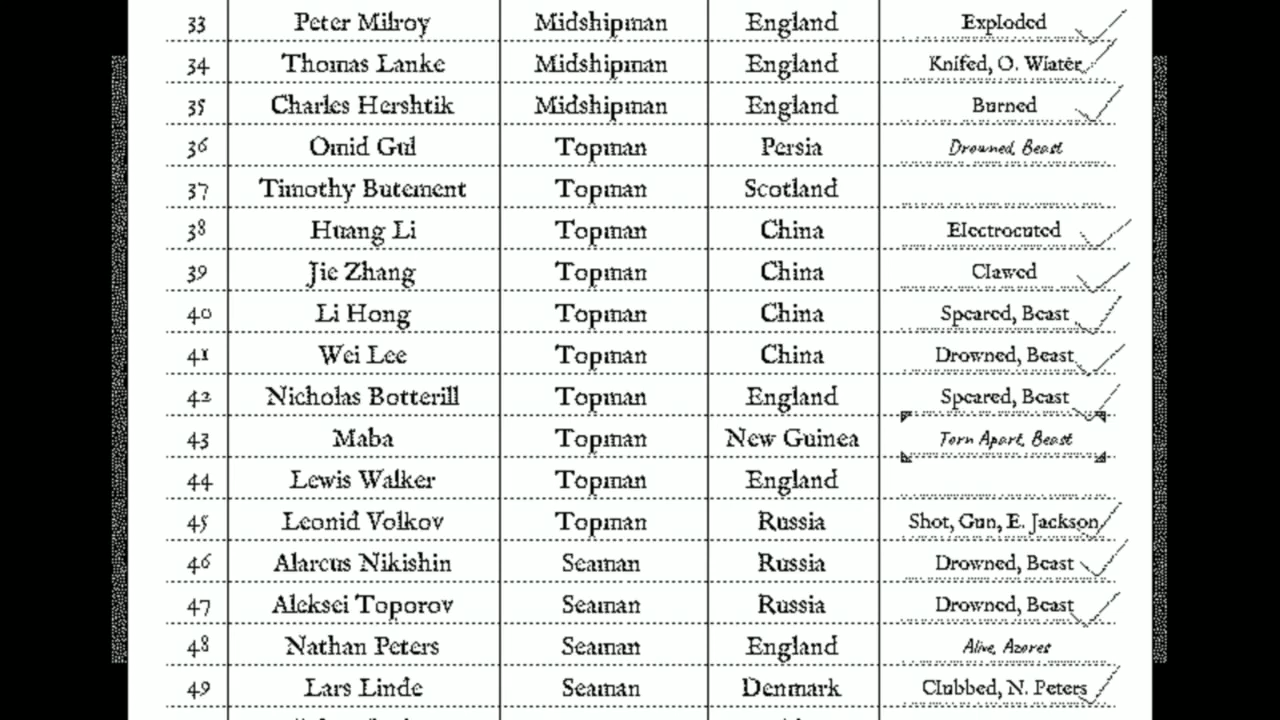 33 Peter Milroy Midshipman England Exploded
34 Thomas Lanke Midshipman England Knifed, O. Wiater
35 Charles Hershtik Midshipman England Burned
36 Omid Gul Topman Persia Drowned, Beast
37 Timothy Butement Topman Scotland
38 Huang Li Topman China Electrocuted
39 Jie Zhang Topman China Clawed
40 Li Hong Topman China Speared, Beast
41 Wei Lee Topman China Drowned, Beast
42 Nicholas Botterill Topman England Speared, Beast
43 Maba Topman New Guinea Torn Apart, Beast
44 Lewis Walker Topman England
45 Leonid Volkov Topman Russia Shot, Gun, E. Jackson
46 Alarcus Nikishin Seaman Russia Drowned, Beast
47 Aleksei Toporov Seaman Russia Drowned, Beast
48 Nathan Peters Seaman England Alive, Azores
49 Lars Linde Seaman Denmark Clubbed, N. Peters